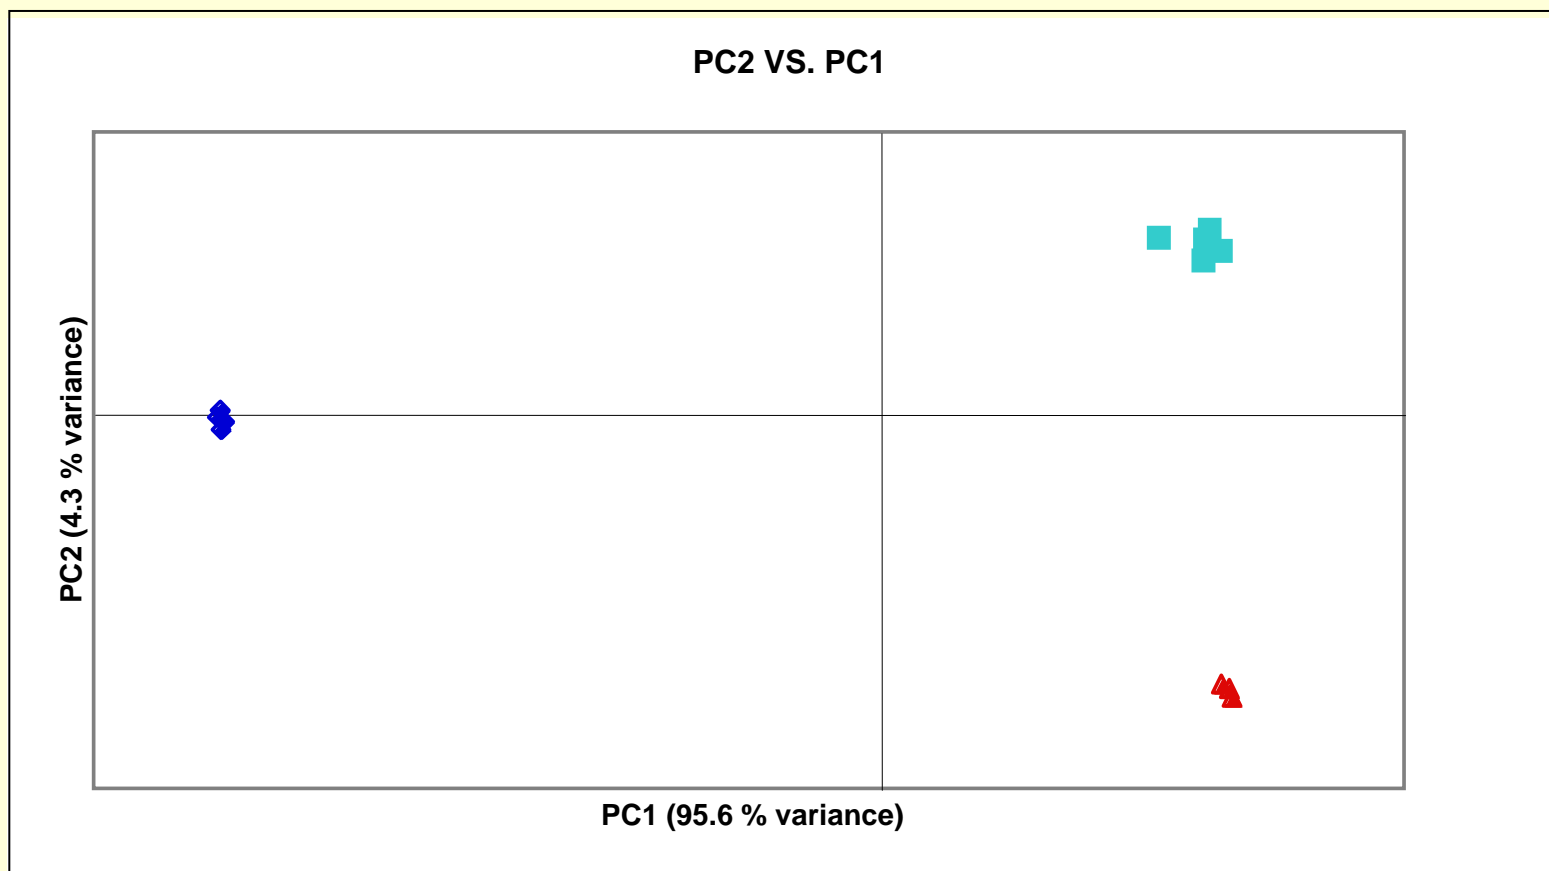 PC2 VS. PC1
PC2 (4.3 % variance)
PC1 (95.6 % variance)